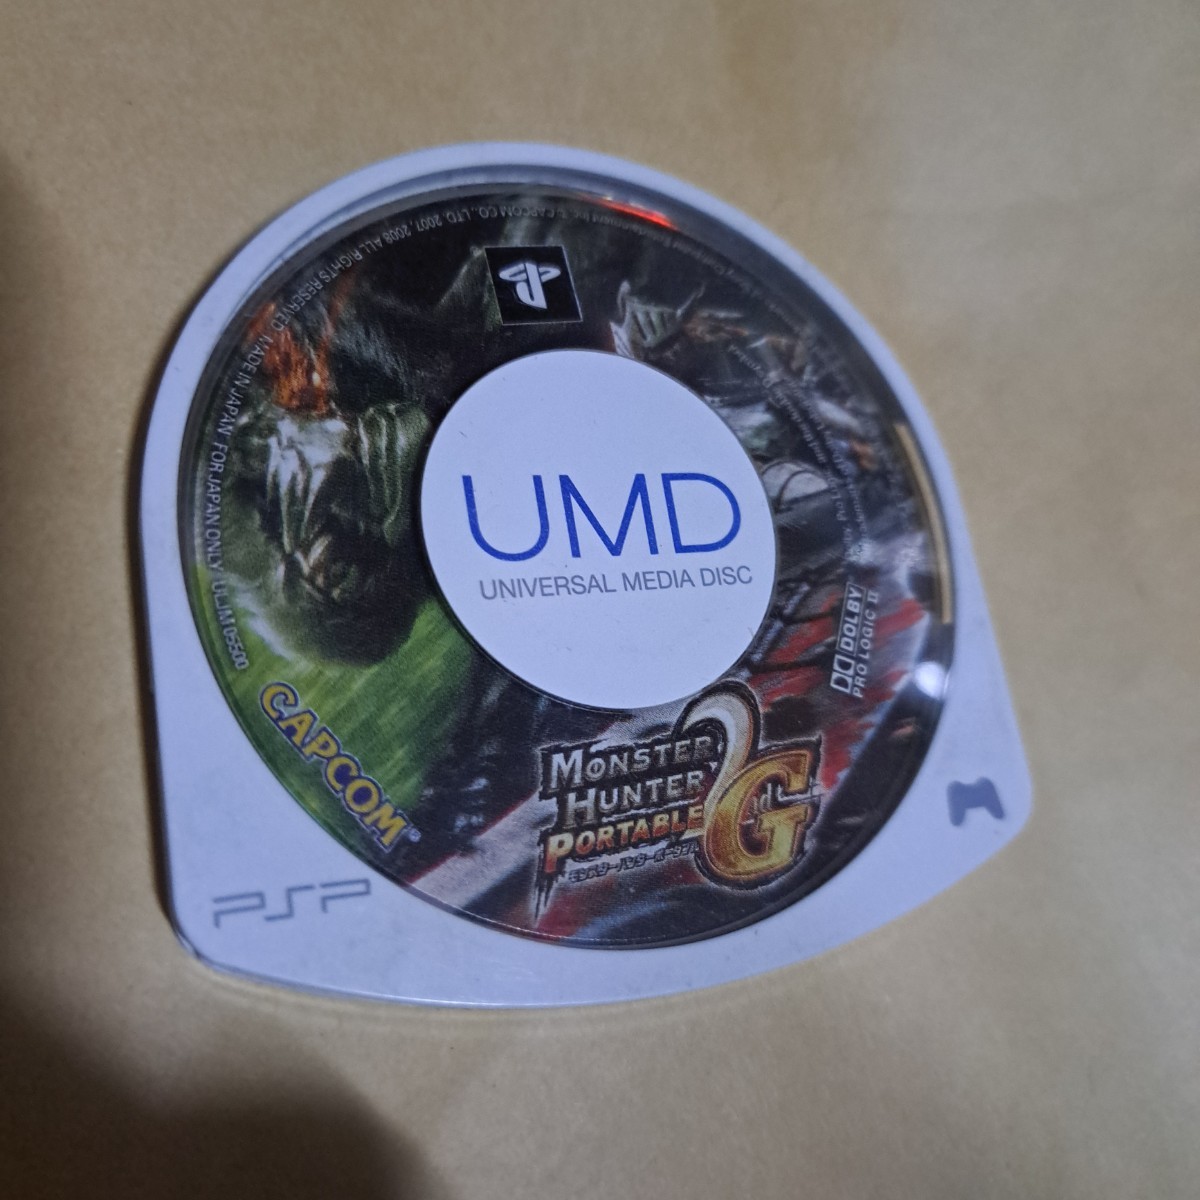 UMD
UNIVERSAL MEDIA DISC
MONSTER
HUNTER
PORTABLE
2nd G
モンスターハンターポータブル
CAPCOM
PSP
DOLBY
PRO LOGIC II
CAPCOM CO., LTD. 2007, 2008 ALL RIGHTS RESERVED. MADE IN JAPAN FOR JAPAN ONLY ULJM 05500